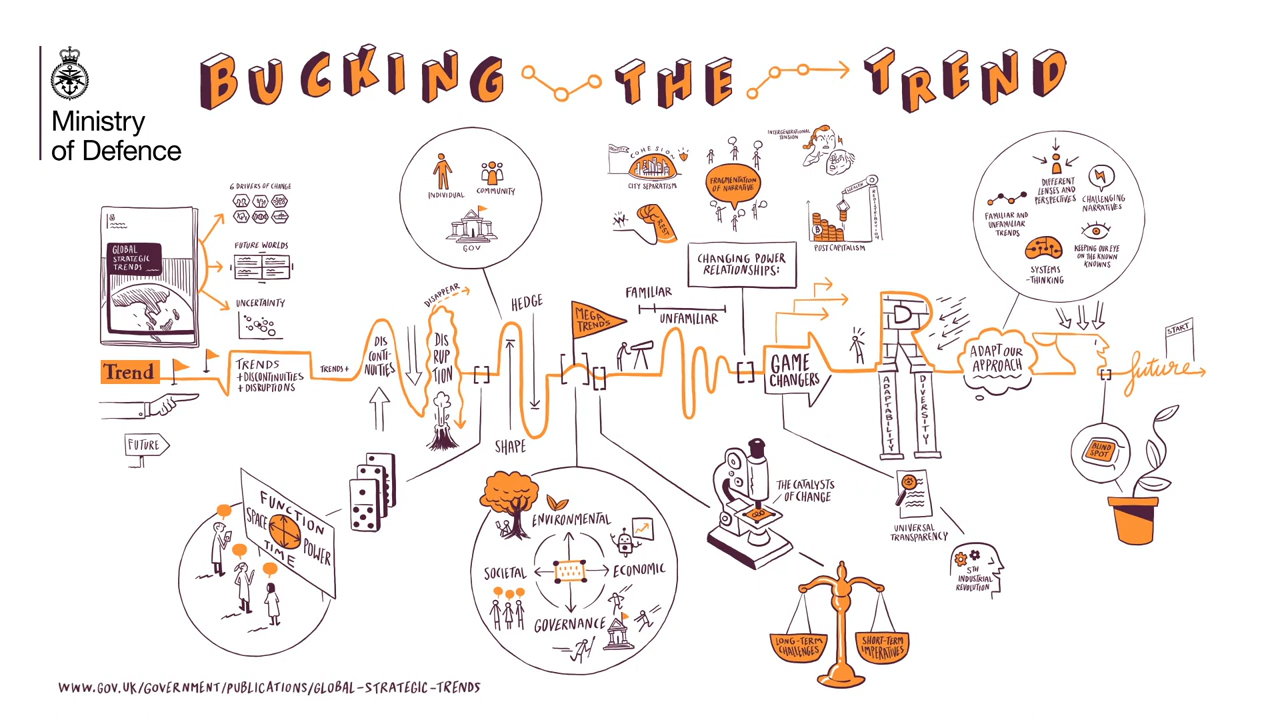 Ministry
of Defence
BUCKING THE TREND
6 DRIVERS OF CHANGE
GLOBAL
STRATEGIC
TRENDS
FUTURE WORLDS
UNCERTAINTY
Trend
TRENDS
+ DISCONTINUITIES
+ DISRUPTIONS
FUTURE
TRENDS +
DIS
CONTI-
NUITIES
DISAPPEAR
DIS
RUP
TION
INDIVIDUAL
COMMUNITY
GOV
HEDGE
SHAPE
FUNCTION
SPACE
POWER
TIME
MEGA
TRENDS
ENVIRONMENTAL
SOCIETAL
ECONOMIC
GOVERNANCE
FAMILIAR
UNFAMILIAR
COHESION
CITY SEPARATISM
FRAGMENTATION
OF NARRATIVE
INTERGENERATIONAL
TENSION
WEALTH
REDISTRIBUTION
B
POST CAPITALISM
CHANGING POWER
RELATIONSHIPS:
THE CATALYSTS
OF CHANGE
LONG-TERM
CHALLENGES
SHORT-TERM
IMPERATIVES
GAME
CHANGERS
UNIVERSAL
TRANSPARENCY
5TH
INDUSTRIAL
REVOLUTION
D
R
ADAPTABILITY
DIVERSITY
ADAPT OUR
APPROACH
DIFFERENT
LENSES AND
PERSPECTIVES
CHALLENGING
NARRATIVES
FAMILIAR AND
UNFAMILIAR
TRENDS
KEEPING OUR EYE
ON THE KNOWN
KNOWNS
SYSTEMS
-THINKING
START
future
BLIND
SPOT
WWW.GOV.UK/GOVERNMENT/PUBLICATIONS/GLOBAL-STRATEGIC-TRENDS